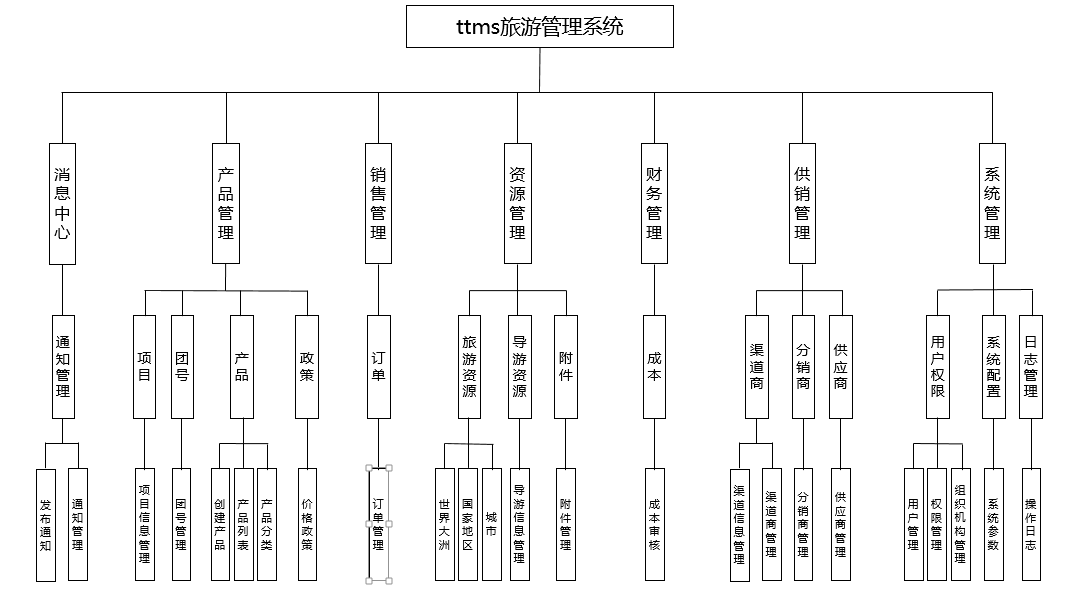 ttms旅游管理系统
消息中心
产品管理
销售管理
资源管理
财务管理
供销管理
系统管理
通知管理
项目
团号
产品
政策
订单
旅游资源
导游资源
附件
成本
渠道商
分销商
供应商
用户权限
系统配置
日志管理
发布通知
通知管理
项目信息管理
团号管理
创建产品
产品列表
产品分类
价格政策
订单管理
世界大洲
国家地区
城市
导游信息管理
附件管理
成本审核
渠道信息管理
渠道商管理
分销商管理
供应商管理
用户管理
权限管理
组织机构管理
系统参数
操作日志